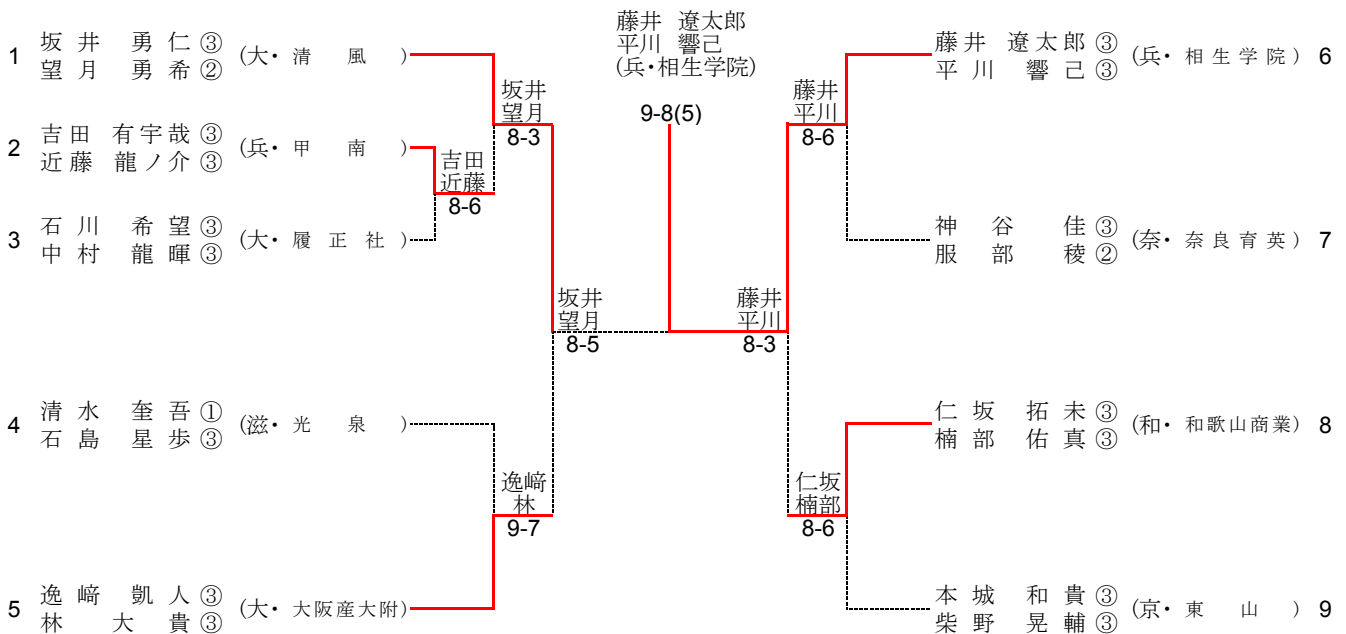 藤井 遼太郎
平川 響己
(兵・相生学院)
9-8(5)
1 坂井 勇仁③ (大・清風)
望月 勇希②
2 吉田 有宇哉③ (兵・甲南)
近藤 龍ノ介③
3 石川 希望③ (大・履正社)
中村 龍暉③
4 清水 奎吾① (滋・光泉)
石島 星歩③
5 逸﨑 凱人③ (大・大阪産大附)
林 大貴③
坂井
望月
8-3
吉田
近藤
8-6
坂井
望月
8-5
逸﨑
林
9-7
藤井
平川
8-6
藤井
平川
8-3
仁坂
楠部
8-6
藤井 遼太郎③ (兵・相生学院) 6
平川 響己③
神谷 佳③ (奈・奈良育英) 7
服部 稜②
仁坂 拓未③ (和・和歌山商業) 8
楠部 佑真③
本城 和貴③ (京・東山) 9
柴野 晃輔③